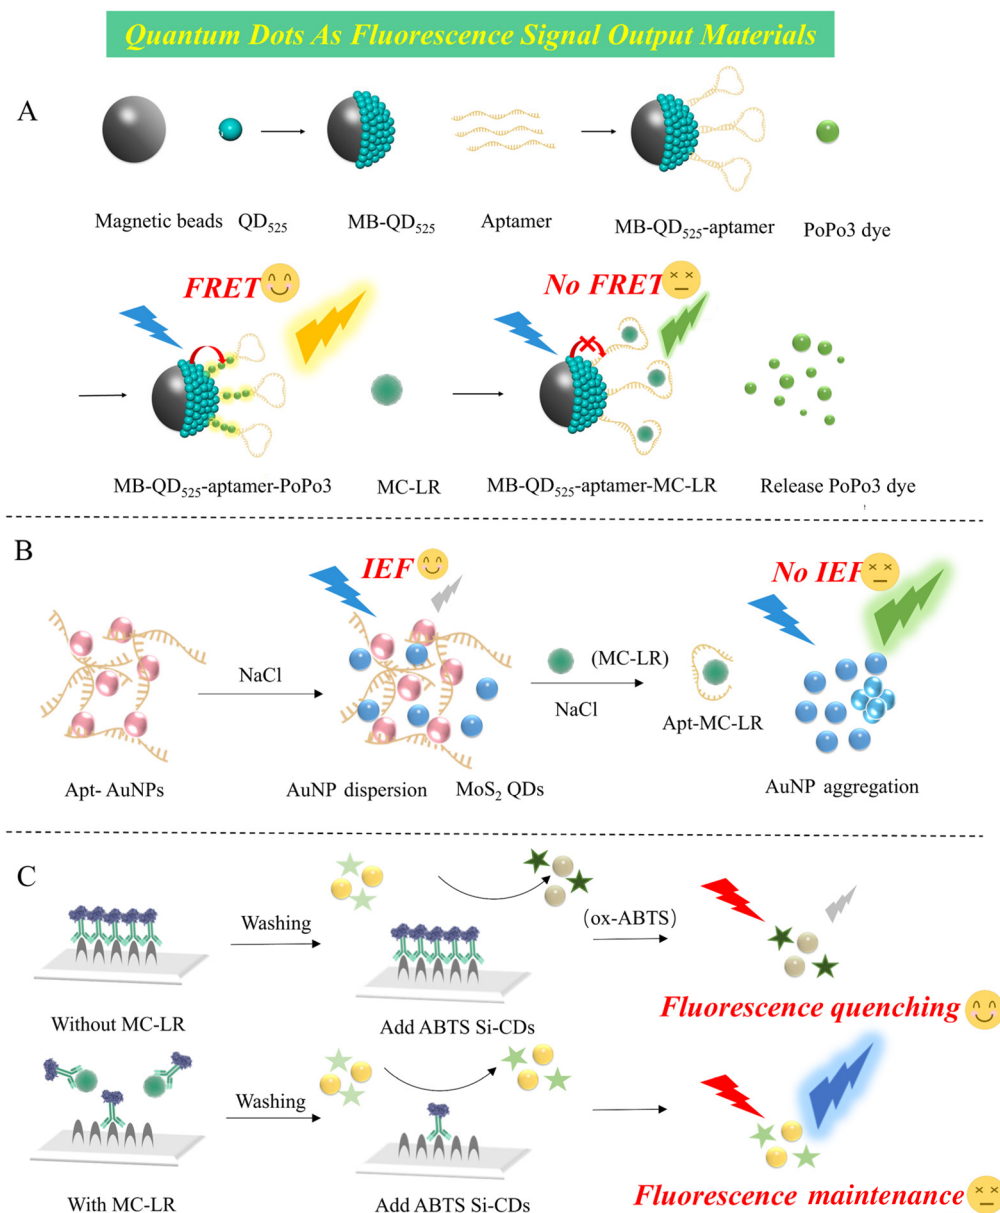 Quantum Dots As Fluorescence Signal Output Materials
A
Magnetic beads QD525 MB-QD525 Aptamer MB-QD525-aptamer PoPo3 dye
FRET No FRET
MB-QD525-aptamer-PoPo3 MC-LR MB-QD525-aptamer-MC-LR Release PoPo3 dye
B
IEF No IEF
NaCl (MC-LR)
NaCl Apt-MC-LR
Apt- AuNPs AuNP dispersion MoS2 QDs AuNP aggregation
C
Washing (ox-ABTS)
Without MC-LR Add ABTS Si-CDs Fluorescence quenching
Washing
With MC-LR Add ABTS Si-CDs Fluorescence maintenance